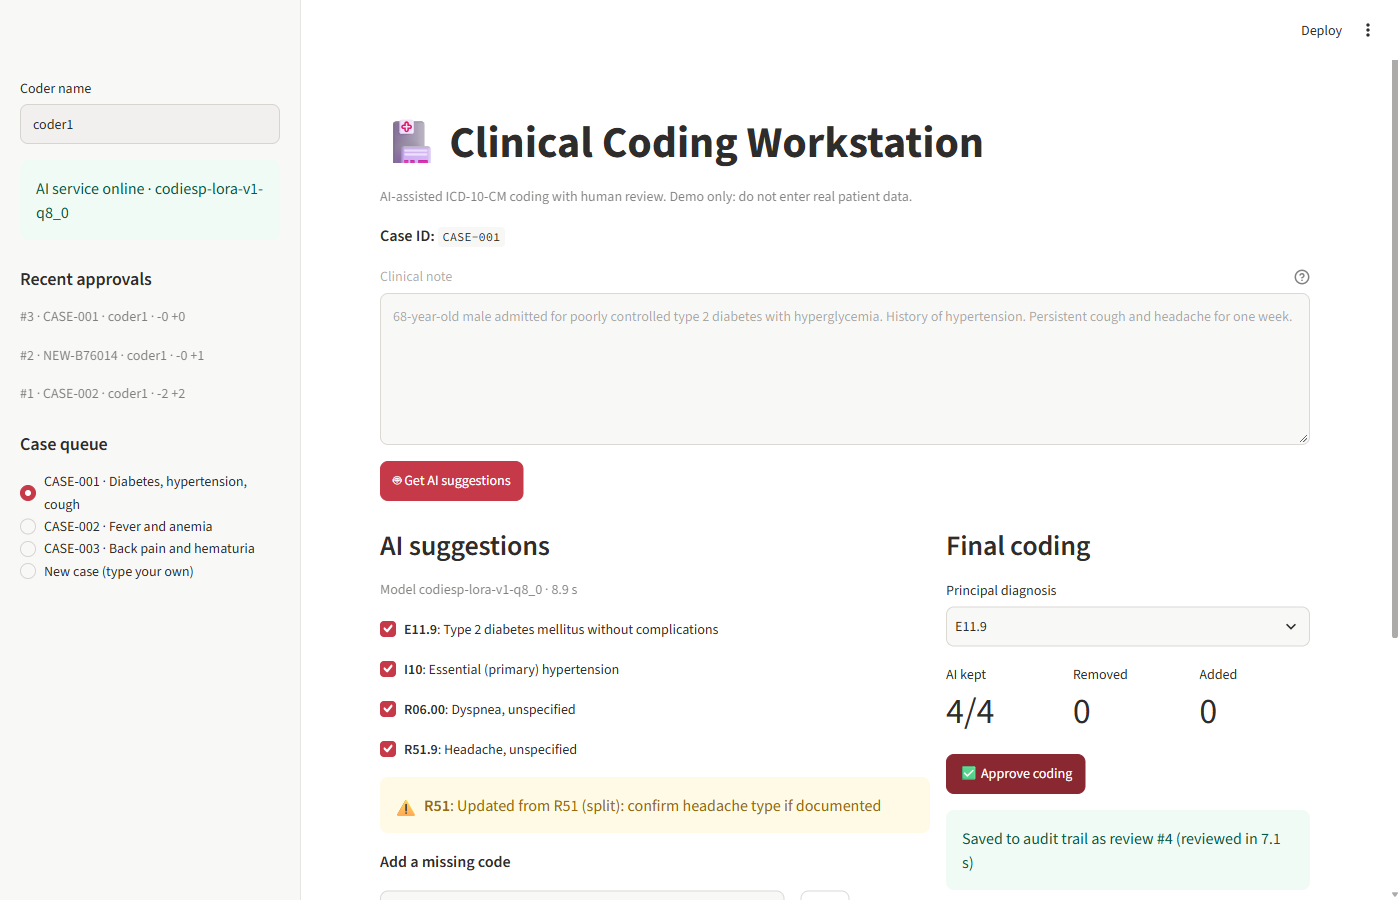 Deploy
Coder name
coder1
AI service online · codiesp-lora-v1-
q8_0
Recent approvals
#3 · CASE-001 · coder1 · -0 +0
#2 · NEW-B76014 · coder1 · -0 +1
#1 · CASE-002 · coder1 · -2 +2
Case queue
CASE-001 · Diabetes, hypertension,
cough
CASE-002 · Fever and anemia
CASE-003 · Back pain and hematuria
New case (type your own)
Clinical Coding Workstation
AI-assisted ICD-10-CM coding with human review. Demo only: do not enter real patient data.
Case ID: CASE-001
Clinical note
68-year-old male admitted for poorly controlled type 2 diabetes with hyperglycemia. History of hypertension. Persistent cough and headache for one week.
Get AI suggestions
AI suggestions
Model codiesp-lora-v1-q8_0 · 8.9 s
E11.9: Type 2 diabetes mellitus without complications
I10: Essential (primary) hypertension
R06.00: Dyspnea, unspecified
R51.9: Headache, unspecified
R51: Updated from R51 (split): confirm headache type if documented
Add a missing code
Final coding
Principal diagnosis
E11.9
AI kept Removed Added
4/4 0 0
Approve coding
Saved to audit trail as review #4 (reviewed in 7.1
s)